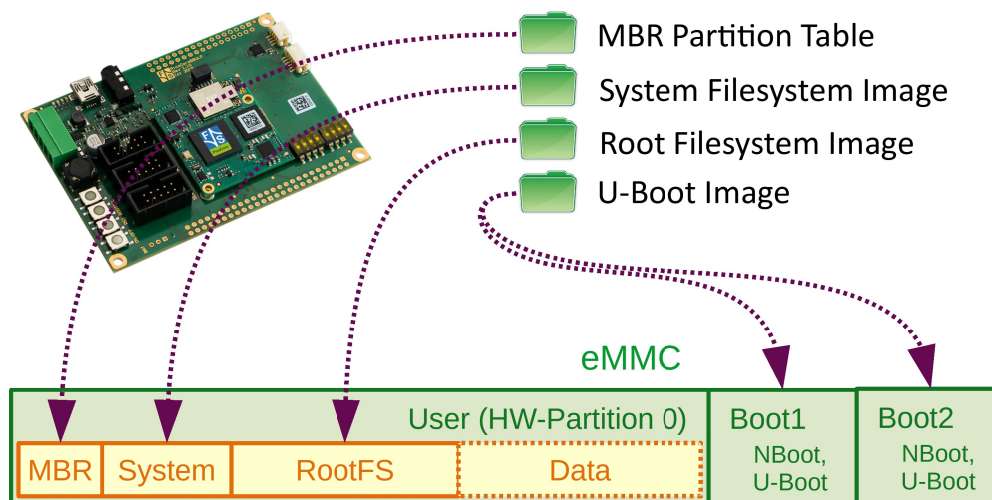 MBR Partition Table
System Filesystem Image
Root Filesystem Image
U-Boot Image
F&S
eMMC
User (HW-Partition 0)
MBR
System
RootFS
Data
Boot1
NBoot,
U-Boot
Boot2
NBoot,
U-Boot